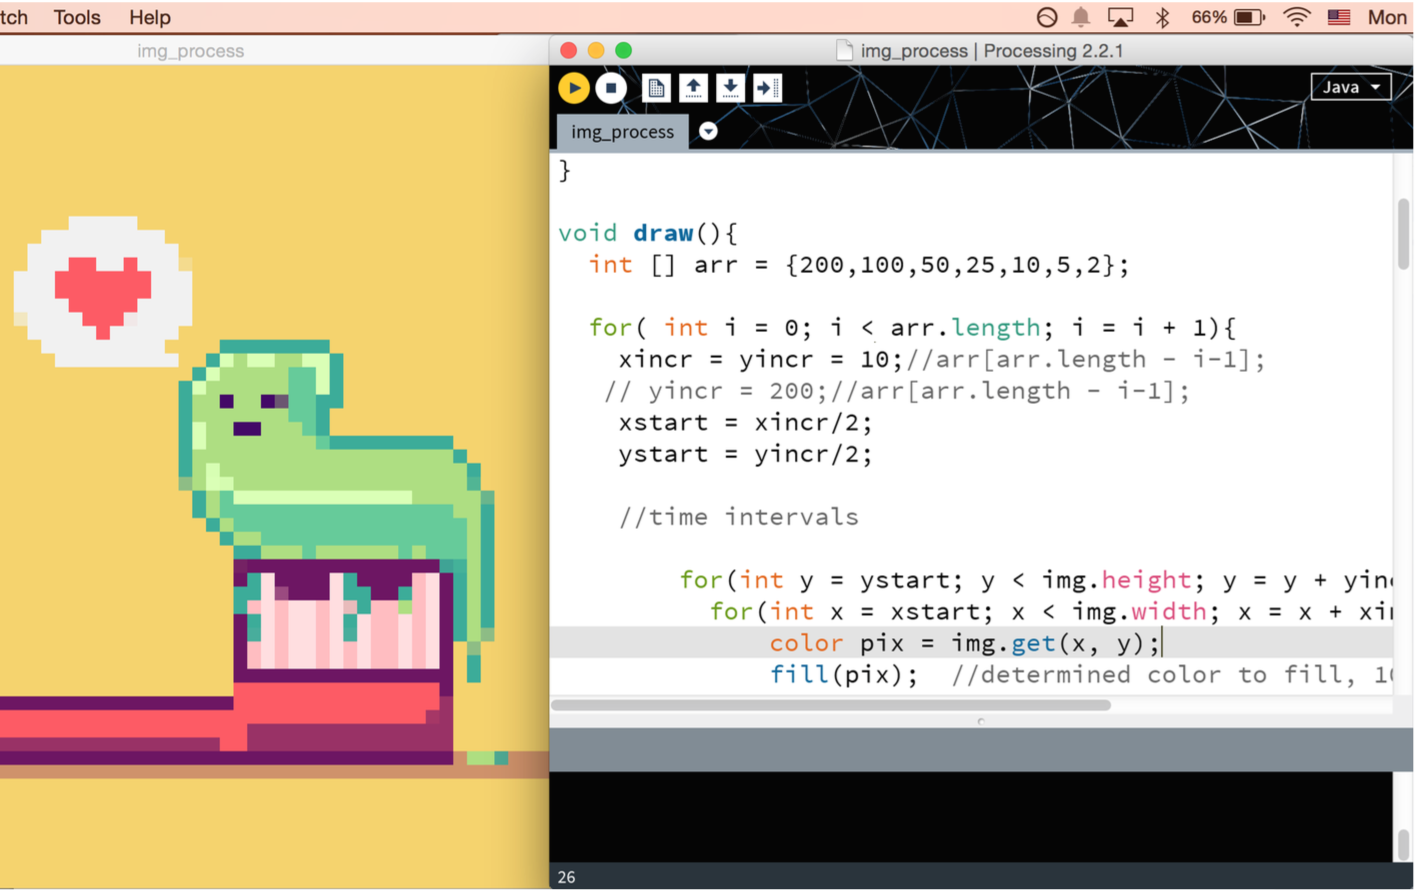 tch Tools Help 66% Mon
img_process
img_process | Processing 2.2.1
Java
img_process
}
void draw(){
int [] arr = {200,100,50,25,10,5,2};
for( int i = 0; i < arr.length; i = i + 1){
xincr = yincr = 10;//arr[arr.length - i-1];
// yincr = 200;//arr[arr.length - i-1];
xstart = xincr/2;
ystart = yincr/2;
//time intervals
for(int y = ystart; y < img.height; y = y + yin
for(int x = xstart; x < img.width; x = x + xi
color pix = img.get(x, y);
fill(pix); //determined color to fill, 1
26